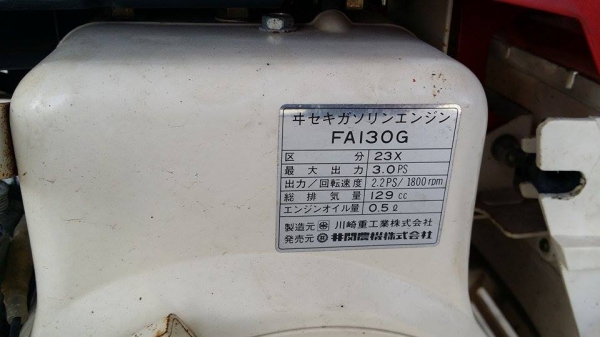 ヰセキガソリンエンジン
FA130G
区分 23X
最大出力 3.0PS
出力/回転速度 2.2PS/1800rpm
総排気量 129cc
エンジンオイル量 0.5ℓ
製造元 川崎重工業株式会社
発売元 井関農機株式会社